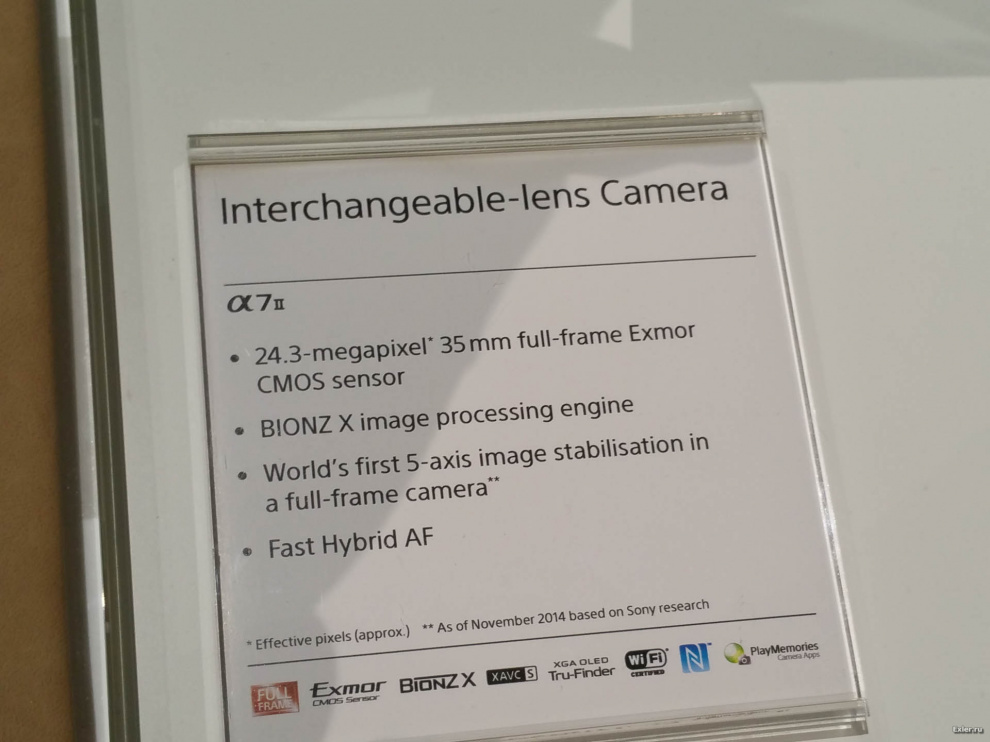 Interchangeable-lens Camera
α7II
• 24.3-megapixel* 35mm full-frame Exmor
CMOS sensor
• BIONZ X image processing engine
• World's first 5-axis image stabilisation in
a full-frame camera**
• Fast Hybrid AF
* Effective pixels (approx.) ** As of November 2014 based on Sony research
FULL
FRAME
Exmor
CMOS Sensor
BIONZ X
XAVC S
XGA OLED
Tru-Finder
Wi Fi
CERTIFIED
N
PlayMemories
Camera Apps
Exler.ru